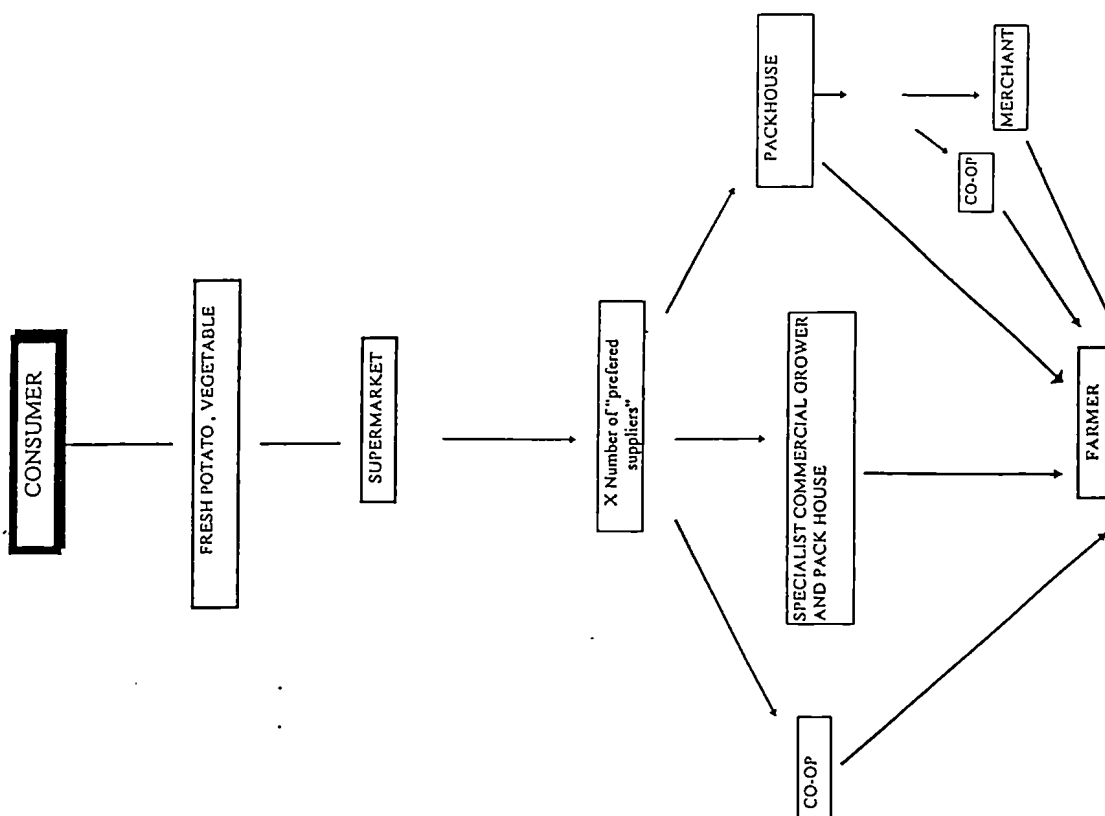 CONSUMER
FRESH POTATO, VEGETABLE
SUPERMARKET
X Number of "prefered
suppliers"
PACKHOUSE
SPECIALIST COMMERCIAL GROWER
AND PACK HOUSE
CO-OP
MERCHANT
CO-OP
FARMER